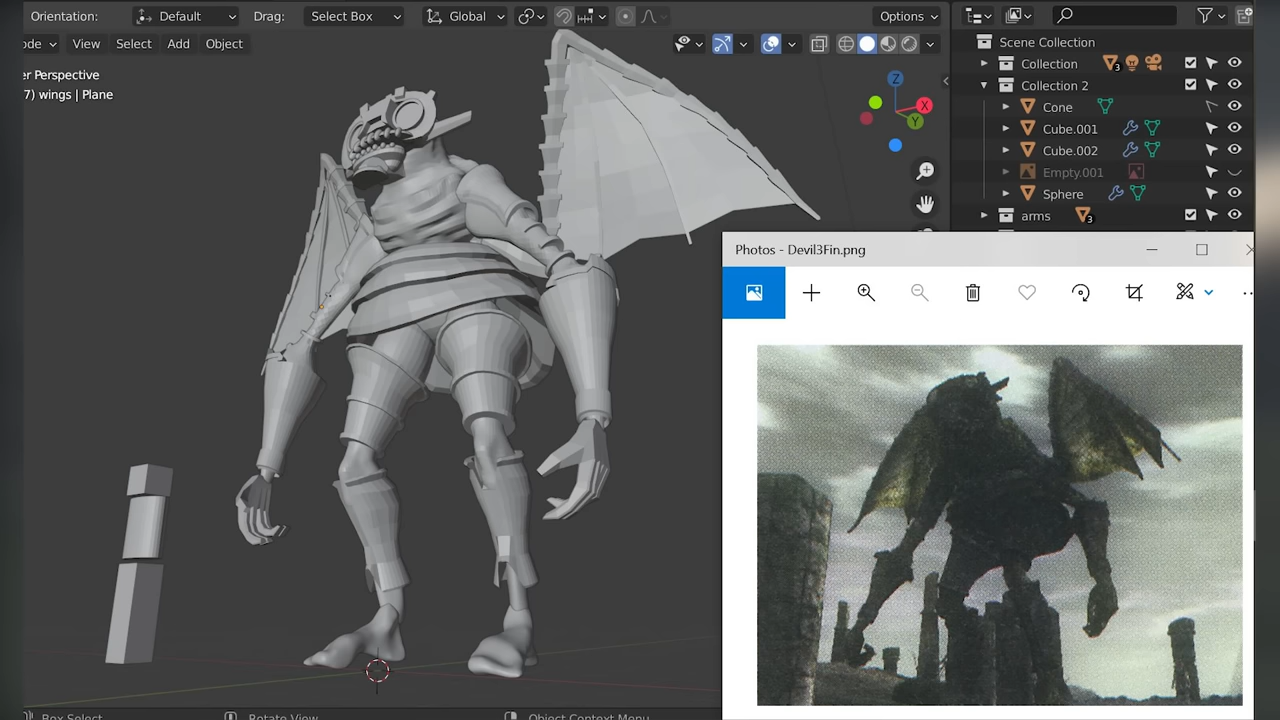 Orientation: Default Drag: Select Box Global Options
ode View Select Add Object
er Perspective
7) wings | Plane
Z
X
Y
Scene Collection
Collection 3
Collection 2
Cone
Cube.001
Cube.002
Empty.001
Sphere
arms 3
Photos - Devil3Fin.png
Box Select Rotate View Object Context Menu